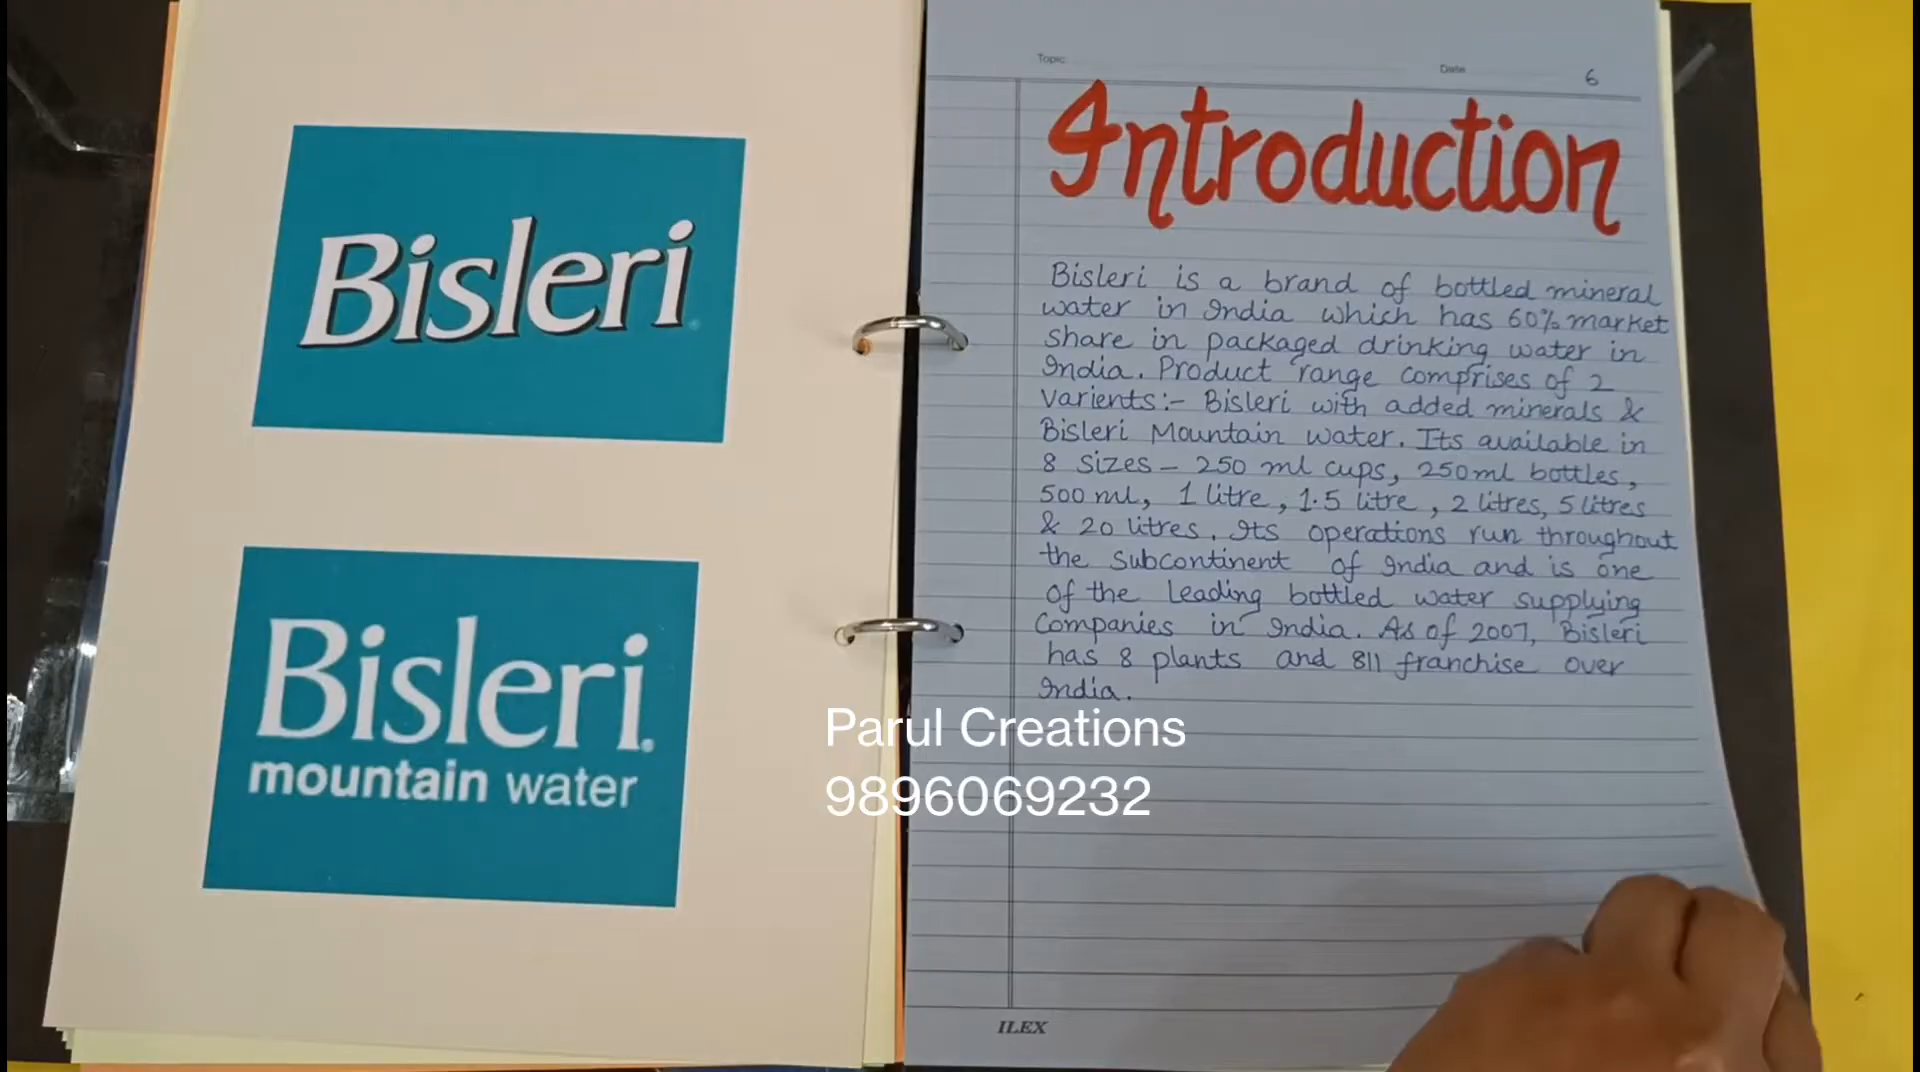 Bisleri
Bisleri
mountain water
Topic
Date
6
Introduction
Bisleri is a brand of bottled mineral
water in India which has 60% market
share in packaged drinking water in
India. Product range comprises of 2
varients:- Bisleri with added minerals &
Bisleri Mountain water. Its available in
8 sizes - 250 ml cups, 250ml bottles,
500 ml, 1 litre, 1.5 litre, 2 litres, 5 litres
& 20 litres. Its operations run throughout
the subcontinent of India and is one
of the leading bottled water supplying
companies in India. As of 2007, Bisleri
has 8 plants and 811 franchise over
India.
Parul Creations
9896069232
ILEX